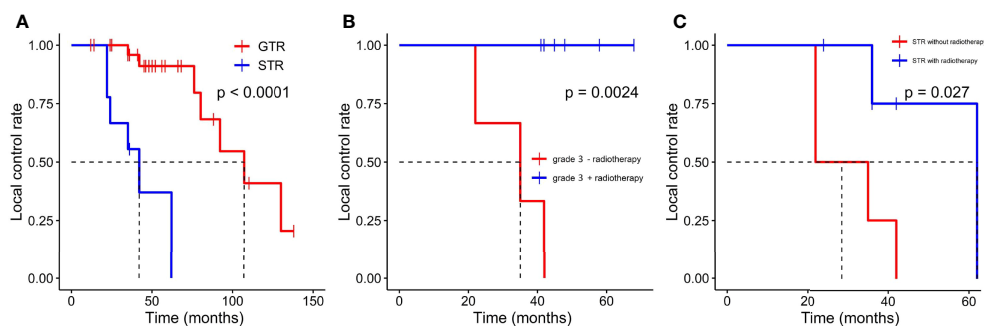 A
Local control rate
1.00
0.75
0.50
0.25
0.00
GTR
STR
p < 0.0001
0
50
100
150
Time (months)
B
Local control rate
1.00
0.75
0.50
0.25
0.00
p = 0.0024
grade 3 - radiotherapy
grade 3 + radiotherapy
0
20
40
60
Time (months)
C
Local control rate
1.00
0.75
0.50
0.25
0.00
STR without radiotherap
STR with radiotherapy
p = 0.027
0
20
40
60
Time (months)